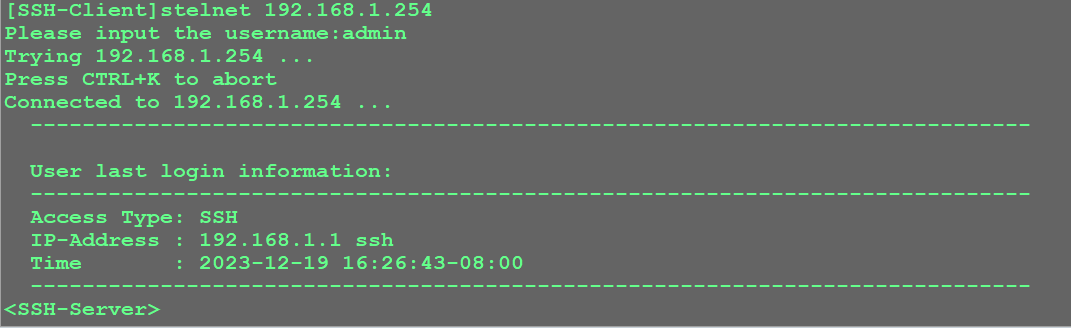 [SSH-Client]stelnet 192.168.1.254
Please input the username:admin
Trying 192.168.1.254 ...
Press CTRL+K to abort
Connected to 192.168.1.254 ...
  -----------------------------------------------------------------------------
  User last login information:
  -----------------------------------------------------------------------------
  Access Type: SSH
  IP-Address : 192.168.1.1 ssh
  Time       : 2023-12-19 16:26:43-08:00
  -----------------------------------------------------------------------------
<SSH-Server>